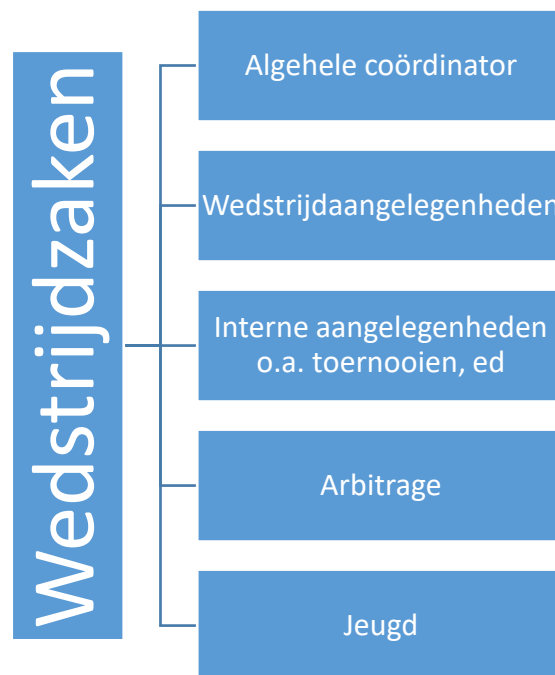 Wedstrijdzaken
Algehele coördinator
Wedstrijdaangelegenheden
Interne aangelegenheden
o.a. toernooien, ed
Arbitrage
Jeugd